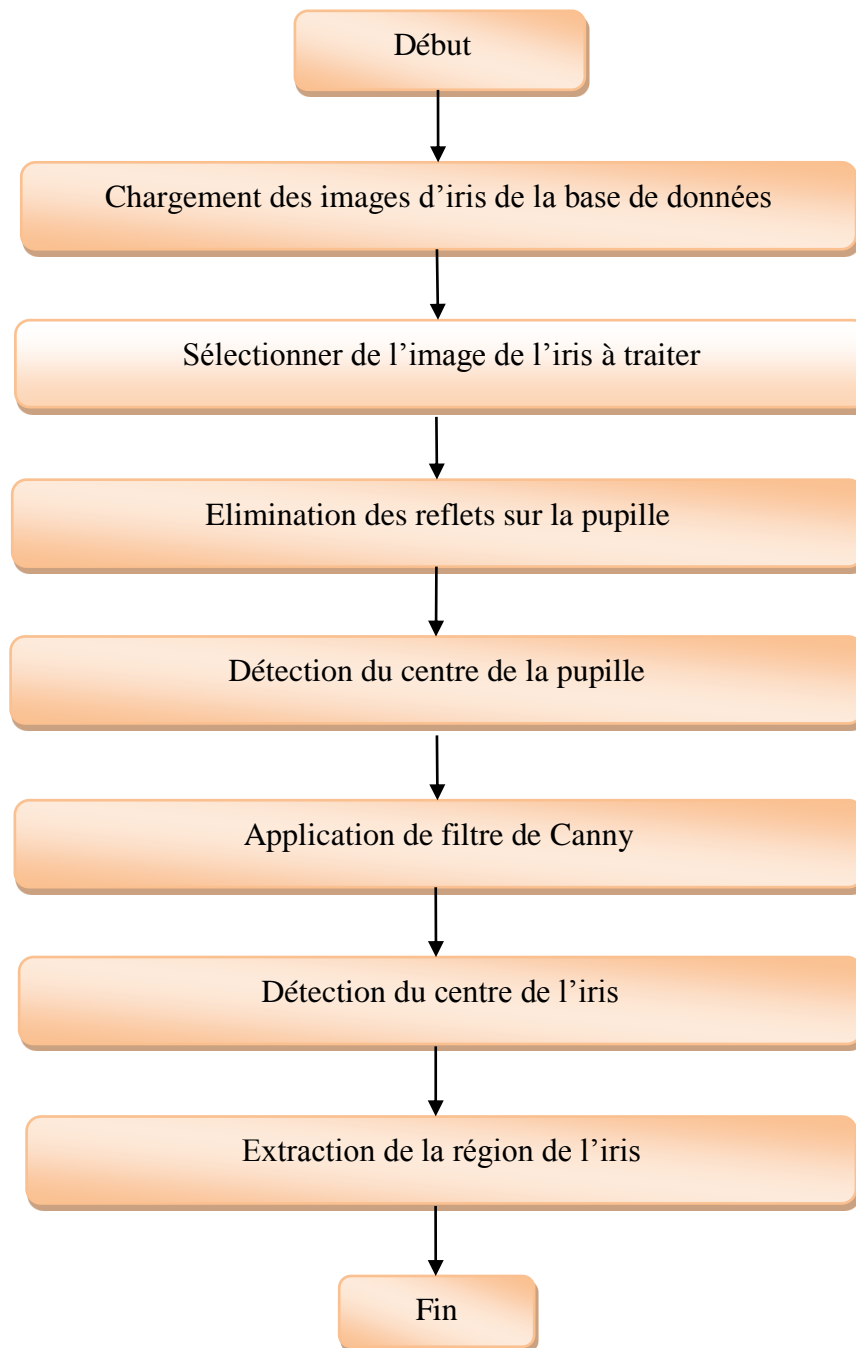 Début
Chargement des images d’iris de la base de données
Sélectionner de l’image de l’iris à traiter
Elimination des reflets sur la pupille
Détection du centre de la pupille
Application de filtre de Canny
Détection du centre de l’iris
Extraction de la région de l’iris
Fin